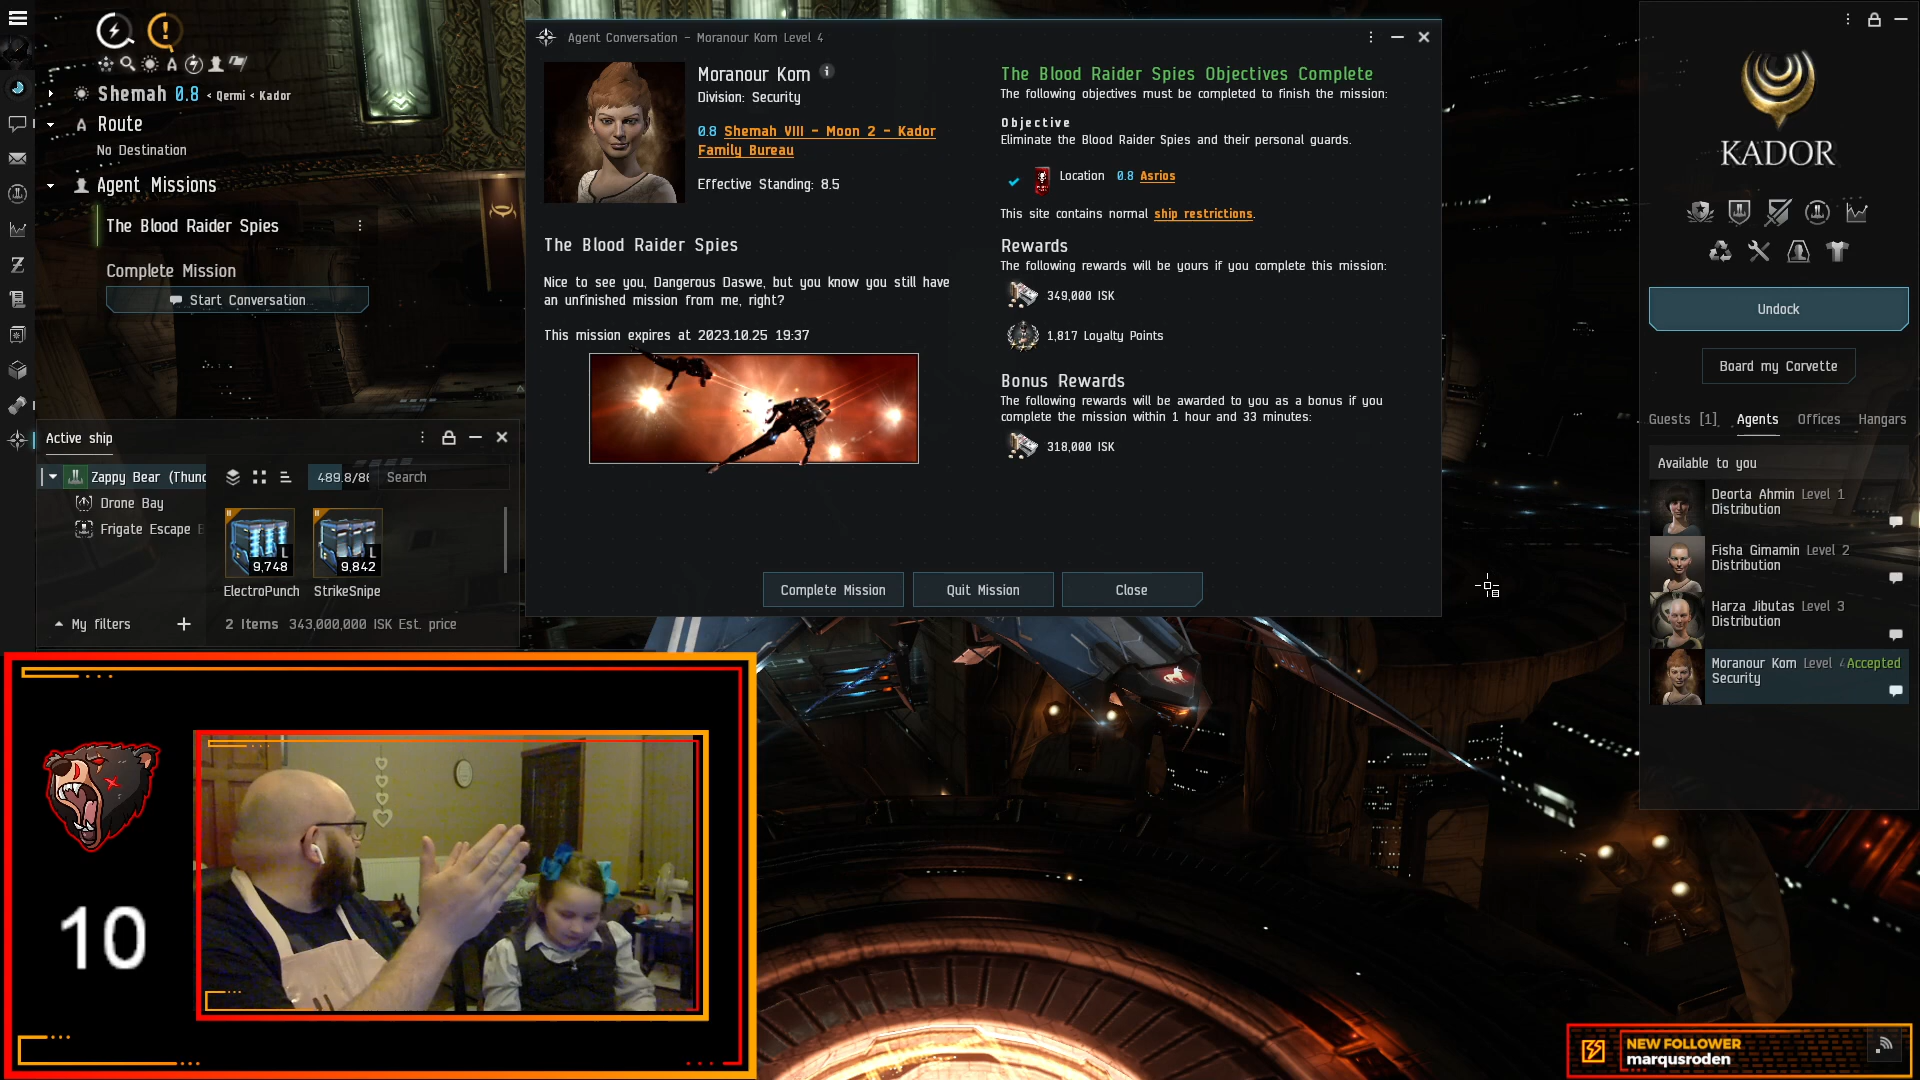 Shemah 0.8 < Qermi < Kador
Route
No Destination
Agent Missions
The Blood Raider Spies
Complete Mission
Start Conversation
Active ship
Zappy Bear (Thund
Drone Bay
Frigate Escape
489.8/86
Search
L
9,748
L
9,842
ElectroPunch
StrikeSnipe
My filters
2 Items 343,000,000 ISK Est. price
Agent Conversation - Moranour Kom Level 4
Moranour Kom
Division: Security
0.8 Shemah VIII - Moon 2 - Kador
Family Bureau
Effective Standing: 8.5
The Blood Raider Spies
Nice to see you, Dangerous Daswe, but you know you still have
an unfinished mission from me, right?
This mission expires at 2023.10.25 19:37
The Blood Raider Spies Objectives Complete
The following objectives must be completed to finish the mission:
Objective
Eliminate the Blood Raider Spies and their personal guards.
Location 0.8 Asrios
This site contains normal ship restrictions.
Rewards
The following rewards will be yours if you complete this mission:
349,000 ISK
1,817 Loyalty Points
Bonus Rewards
The following rewards will be awarded to you as a bonus if you
complete the mission within 1 hour and 33 minutes:
318,000 ISK
Complete Mission
Quit Mission
Close
KADOR
Undock
Board my Corvette
Guests [1]
Agents
Offices
Hangars
Available to you
Deorta Ahmin Level 1
Distribution
Fisha Gimamin Level 2
Distribution
Harza Jibutas Level 3
Distribution
Moranour Kom Level 4 Accepted
Security
10
NEW FOLLOWER
marqusroden